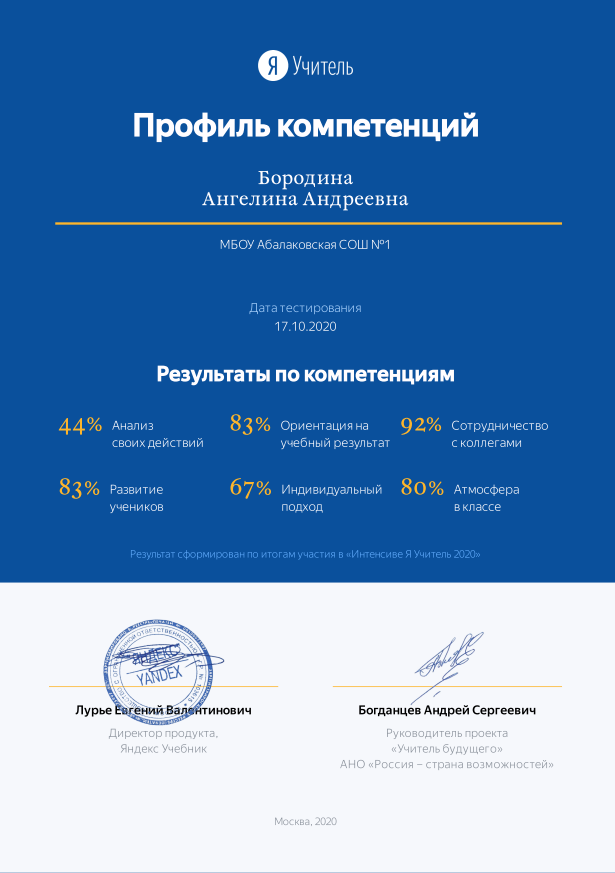 Я Учитель
Профиль компетенций
Бородина
Ангелина Андреевна
МБОУ Абалаковская СОШ №1
Дата тестирования
17.10.2020
Результаты по компетенциям
44% Анализ
своих действий
83% Ориентация на
учебный результат
92% Сотрудничество
с коллегами
83% Развитие
учеников
67% Индивидуальный
подход
80% Атмосфера
в классе
Результат сформирован по итогам участия в «Интенсиве Я Учитель 2020»
ЯНДЕКС
YANDEX
Лурье Евгений Валентинович
Директор продукта,
Яндекс Учебник
Богданцев Андрей Сергеевич
Руководитель проекта
«Учитель будущего»
АНО «Россия – страна возможностей»
Москва, 2020